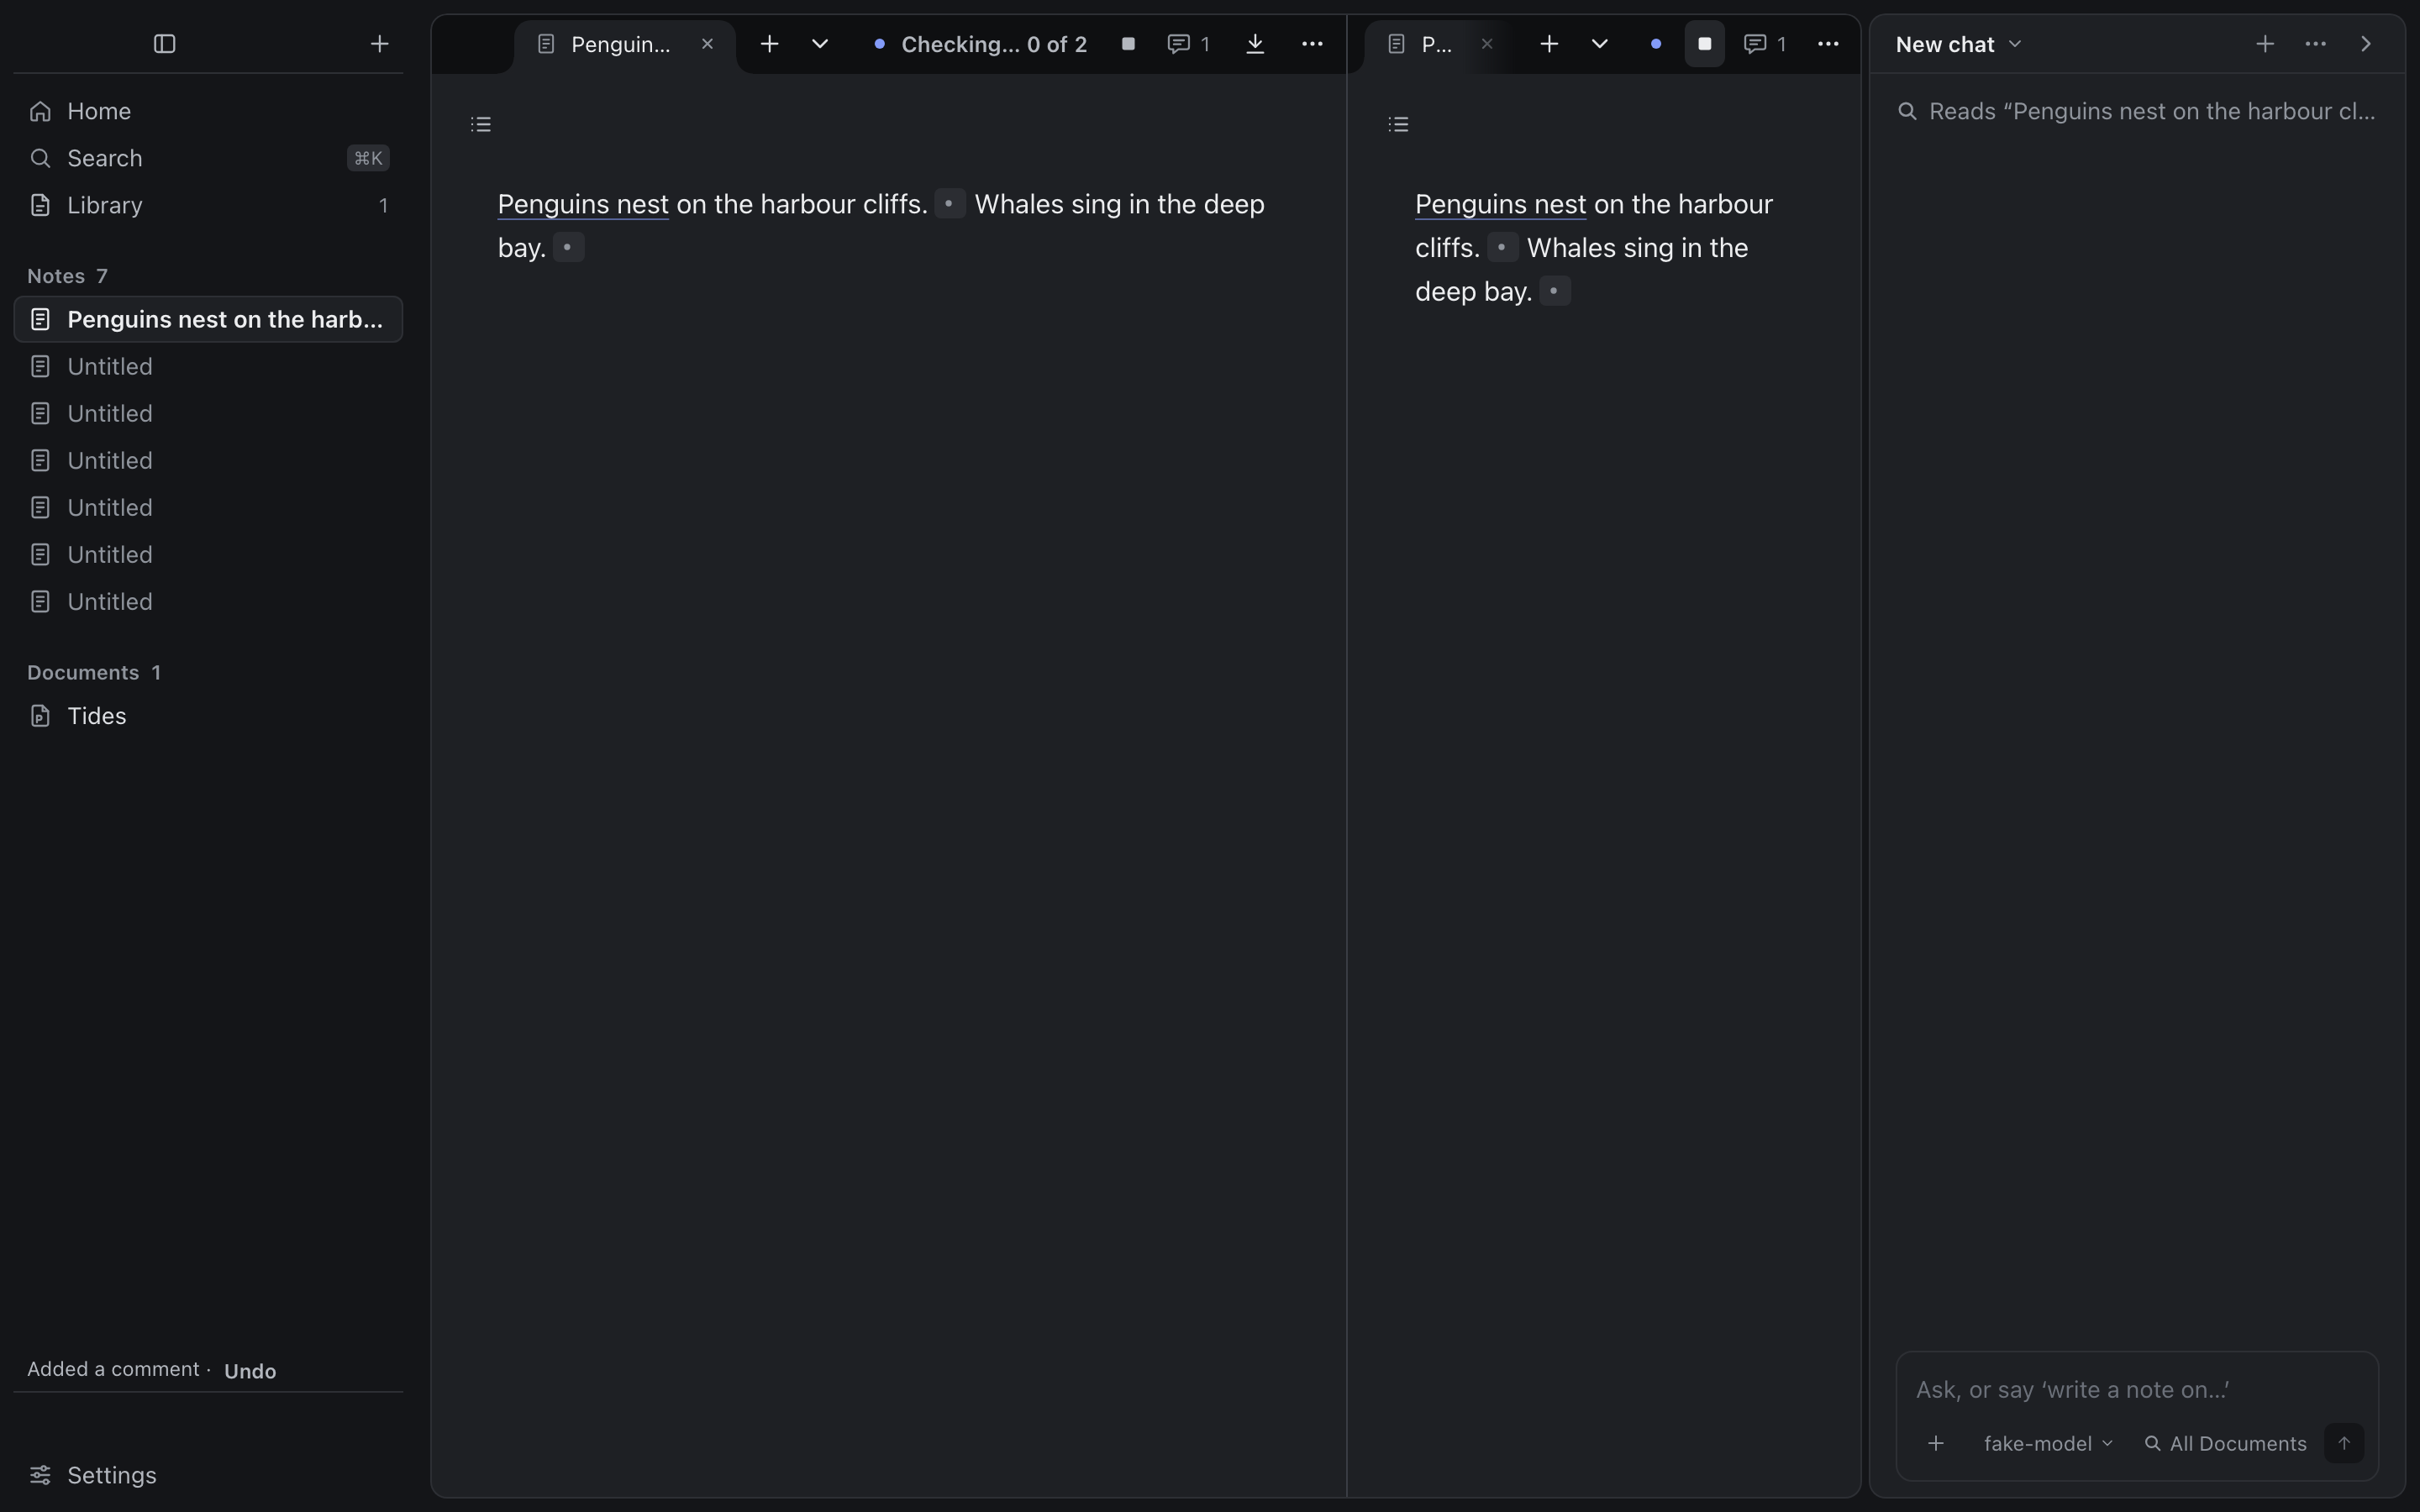 Home
Search ⌘K
Library 1
Notes 7
Penguins nest on the harb...
Untitled
Untitled
Untitled
Untitled
Untitled
Untitled
Documents 1
Tides
Added a comment · Undo
Settings
Penguin...
Checking... 0 of 2
1
Penguins nest on the harbour cliffs. Whales sing in the deep
bay.
P...
1
Penguins nest on the harbour
cliffs. Whales sing in the
deep bay.
New chat
Reads “Penguins nest on the harbour cl...
Ask, or say ‘write a note on...’
fake-model
All Documents